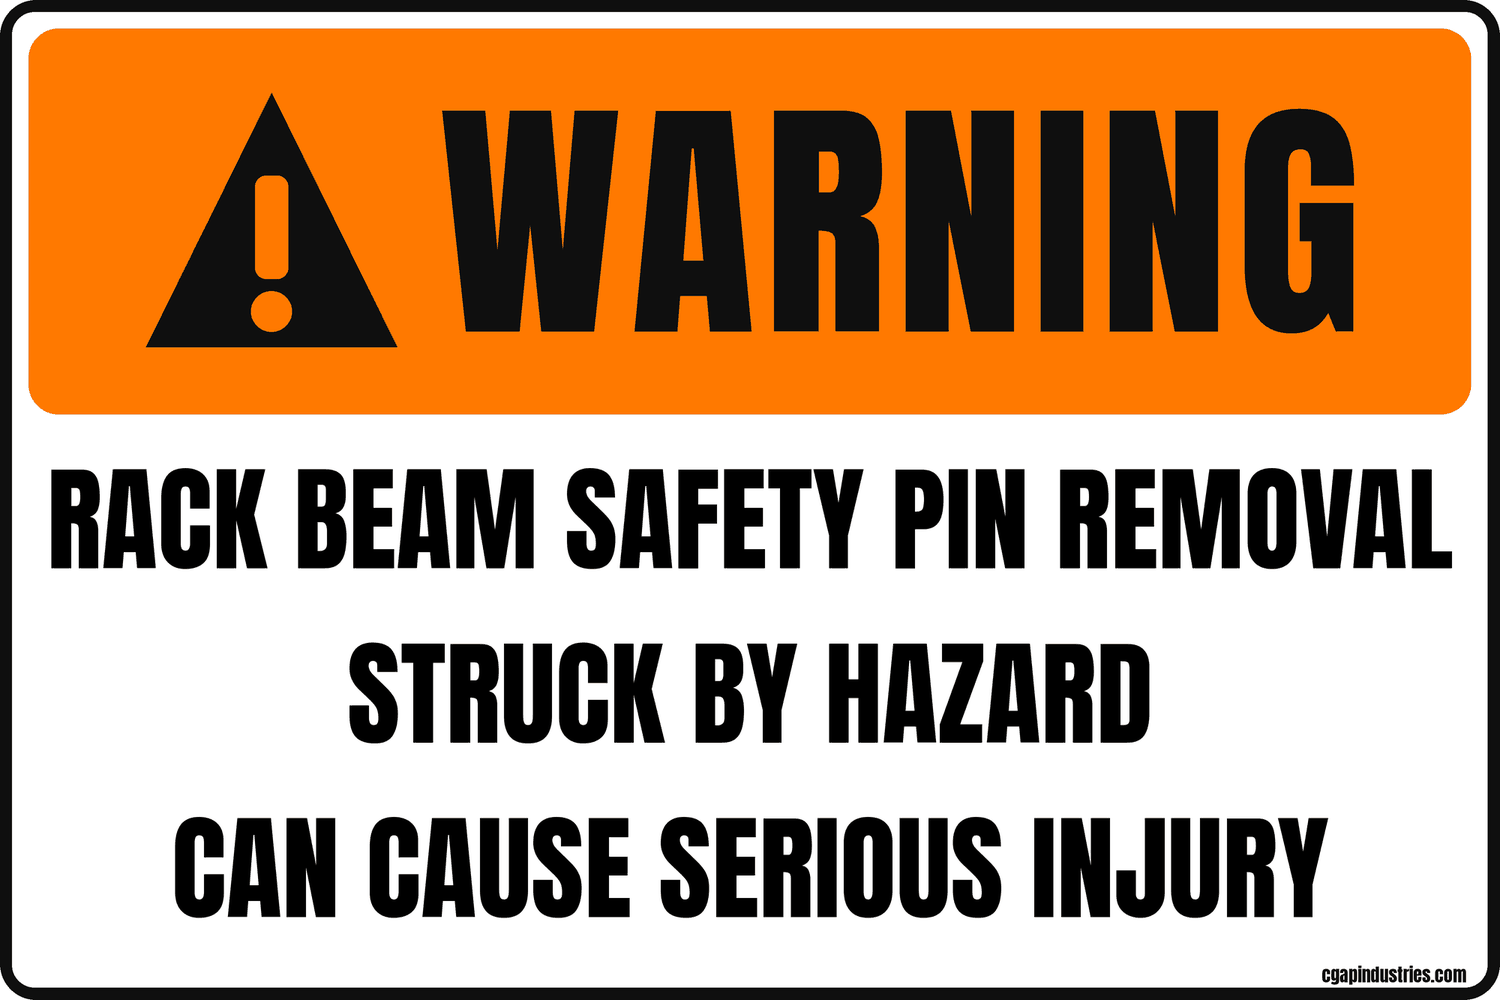 WARNING
RACK BEAM SAFETY PIN REMOVAL
STRUCK BY HAZARD
CAN CAUSE SERIOUS INJURY
cgapindustries.com